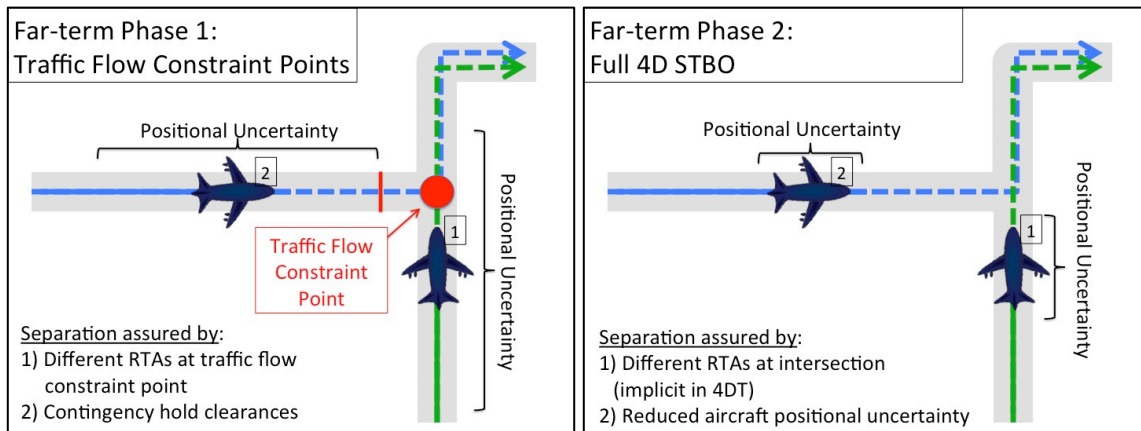 Far-term Phase 1:
Traffic Flow Constraint Points
Positional Uncertainty
2
1
Positional Uncertainty
Traffic Flow
Constraint
Point
Separation assured by:
1) Different RTAs at traffic flow
constraint point
2) Contingency hold clearances
Far-term Phase 2:
Full 4D STBO
Positional Uncertainty
2
1
Positional Uncertainty
Separation assured by:
1) Different RTAs at intersection
(implicit in 4DT)
2) Reduced aircraft positional uncertainty